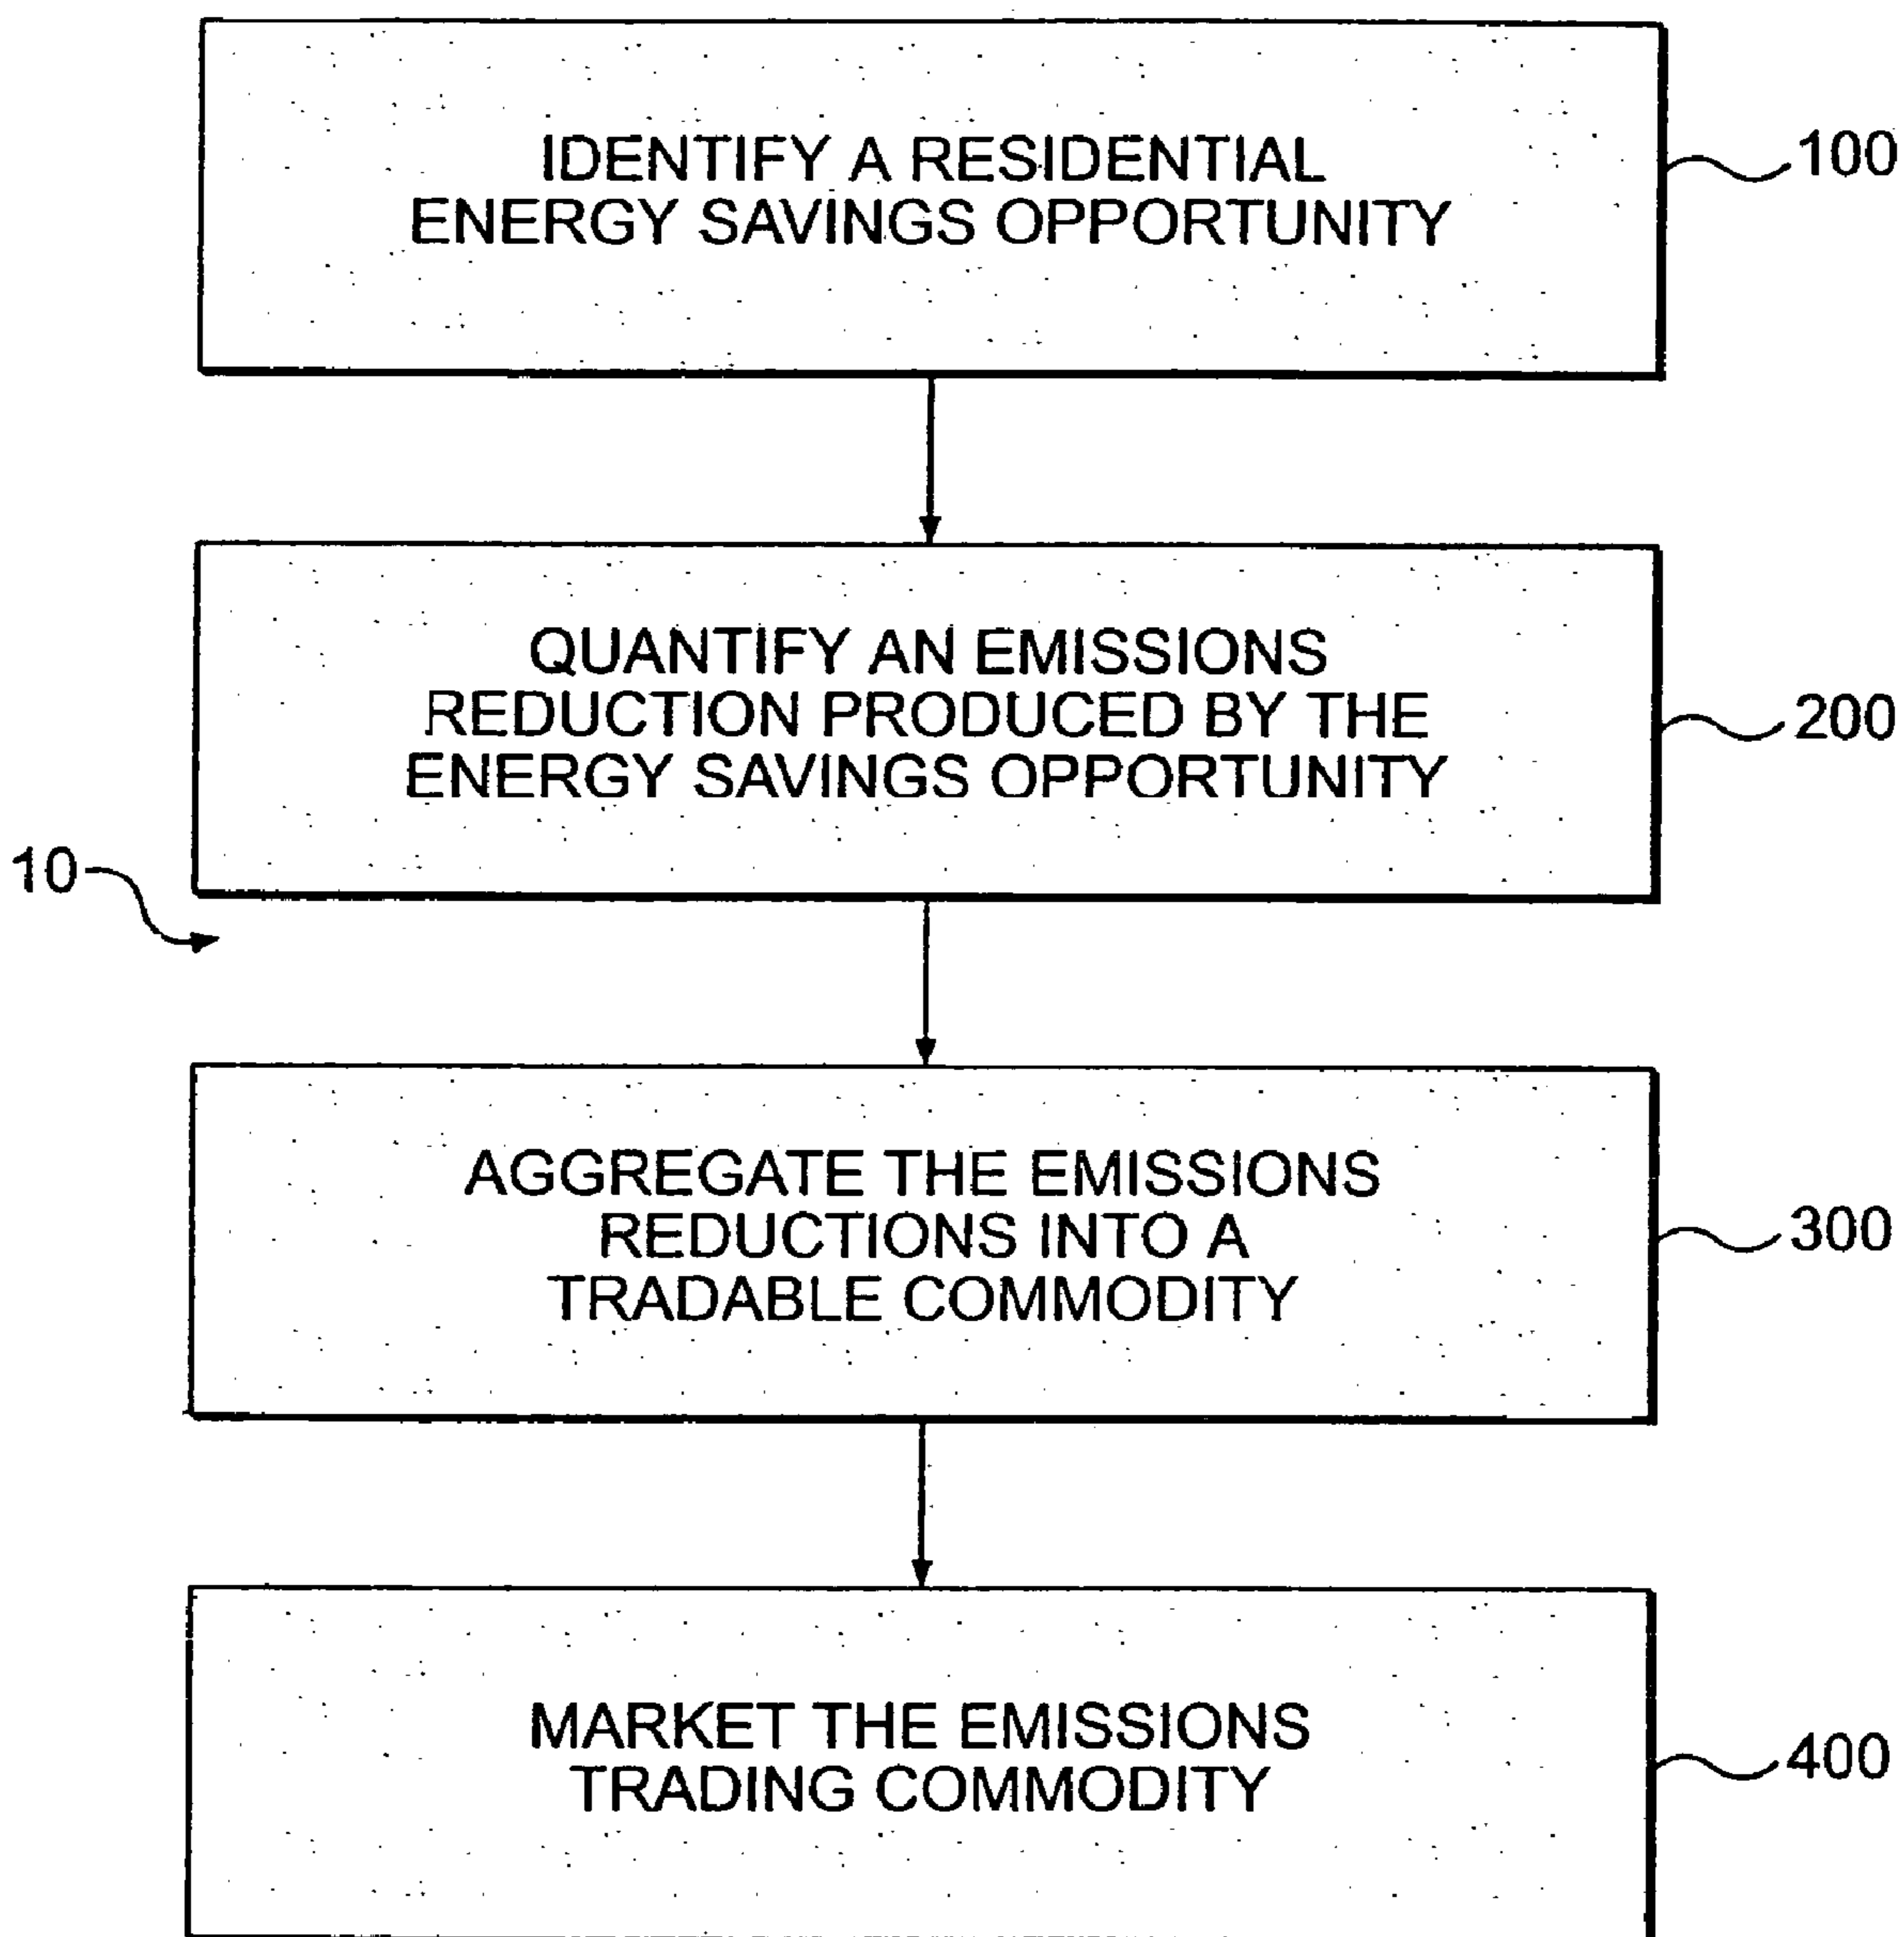 IDENTIFY A RESIDENTIAL
ENERGY SAVINGS OPPORTUNITY
100
QUANTIFY AN EMISSIONS
REDUCTION PRODUCED BY THE
ENERGY SAVINGS OPPORTUNITY
200
10
AGGREGATE THE EMISSIONS
REDUCTIONS INTO A
TRADABLE COMMODITY
300
MARKET THE EMISSIONS
TRADING COMMODITY
400